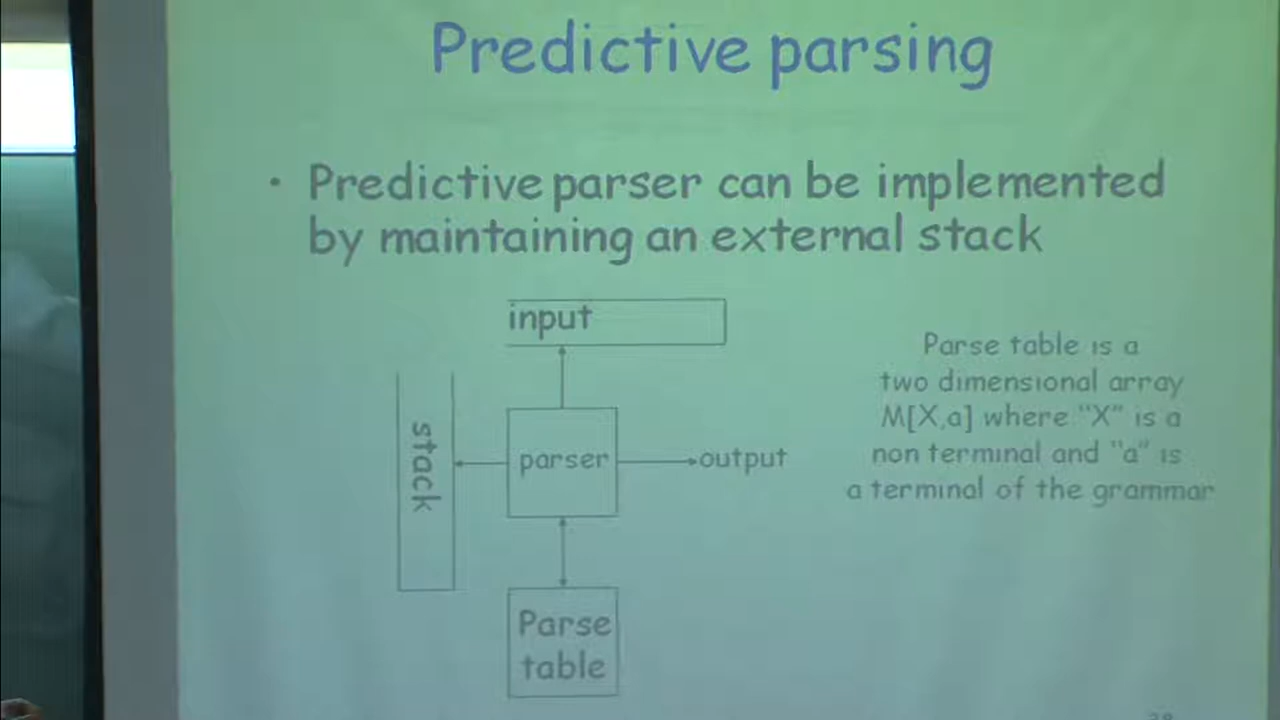 Predictive parsing
• Predictive parser can be implemented
by maintaining an external stack
input
Parse table is a
two dimensional array
M[X,a] where "X" is a
non terminal and "a" is
a terminal of the grammar
stack
parser
output
Parse
table